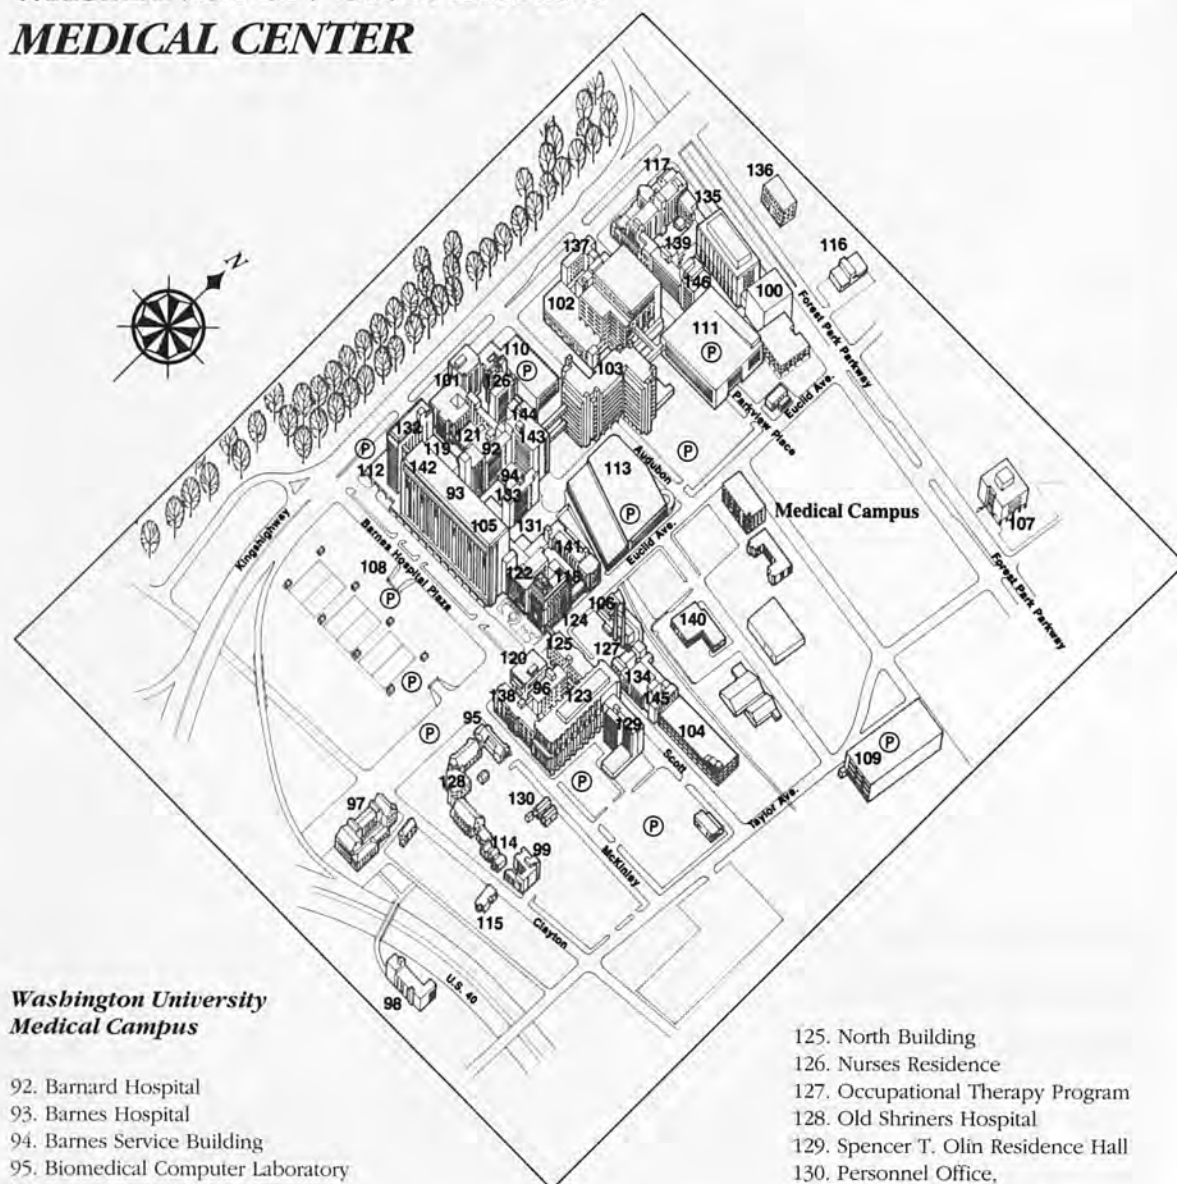 MEDICAL CENTER
N
117
136
135
116
137
139
146
100
Forest Park Parkway
102
111
P
110
P
103
101
126
Euclid Ave.
Parkview Place
144
132
121
143
P
119
92
Audubon
P
112
142
94
113
93
133
P
Medical Campus
107
105
131
Kingshighway
Barnes Hospital Plaza
141
Euclid Ave.
108
P
122
118
Forest Park Parkway
106
124
140
125
127
120
134
P
138
96
123
145
P
95
129
104
P
109
Scott
128
P
97
130
P
Taylor Ave.
114
99
McKinley
115
Clayton
98
U.S. 40
Washington University
Medical Campus
92. Barnard Hospital
93. Barnes Hospital
94. Barnes Service Building
95. Biomedical Computer Laboratory
125. North Building
126. Nurses Residence
127. Occupational Therapy Program
128. Old Shriners Hospital
129. Spencer T. Olin Residence Hall
130. Personnel Office,